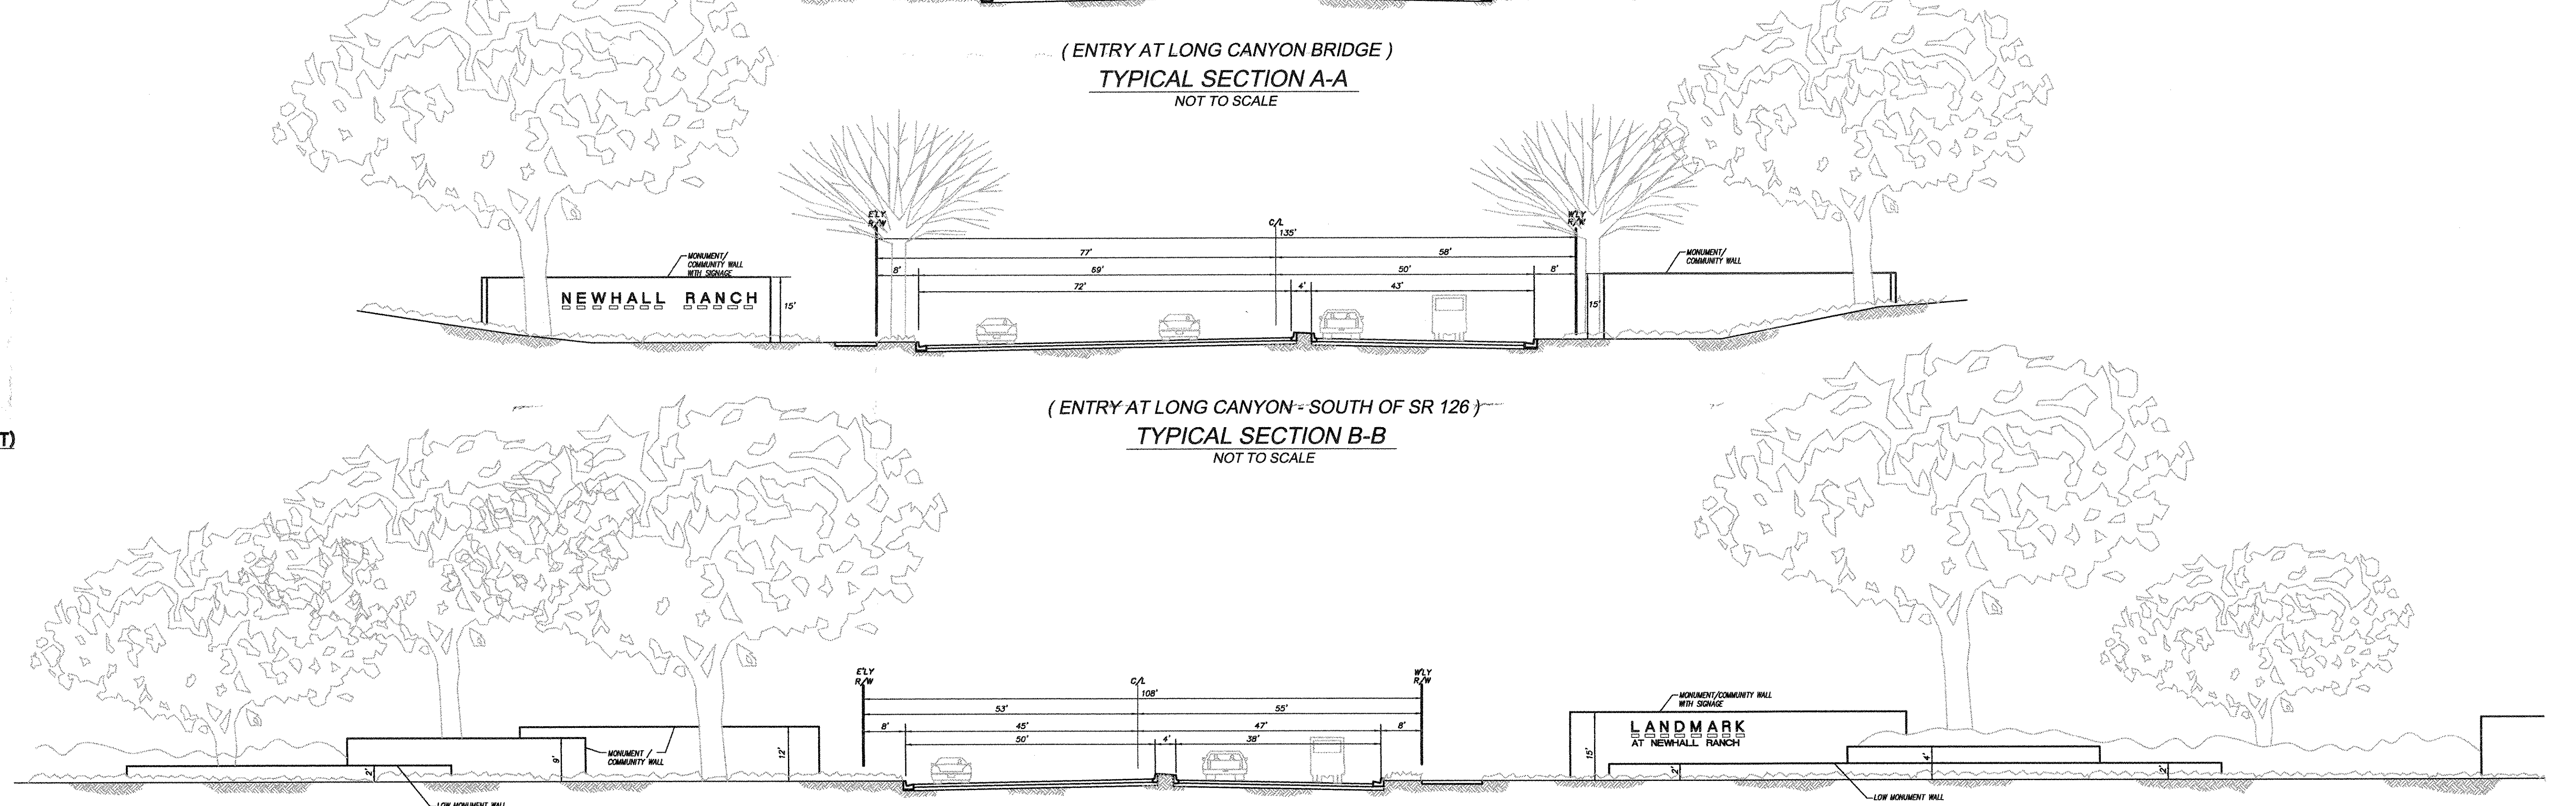 ( ENTRY AT LONG CANYON BRIDGE )
TYPICAL SECTION A-A
NOT TO SCALE
E'LY
R/W
C/L
W'LY
R/W
135'
77'
58'
8'
69'
50'
8'
72'
4'
43'
MONUMENT/
COMMUNITY WALL
WITH SIGNAGE
NEWHALL RANCH
15'
15'
MONUMENT/
COMMUNITY WALL
( ENTRY AT LONG CANYON - SOUTH OF SR 126 )
TYPICAL SECTION B-B
NOT TO SCALE
T)
E'LY
R/W
C/L
W'LY
R/W
108'
53'
55'
8'
45'
47'
8'
50'
4'
38'
MONUMENT /
COMMUNITY WALL
2'
9'
12'
LOW MONUMENT WALL
MONUMENT/COMMUNITY WALL
WITH SIGNAGE
LANDMARK
AT NEWHALL RANCH
15'
2'
4'
2'
LOW MONUMENT WALL